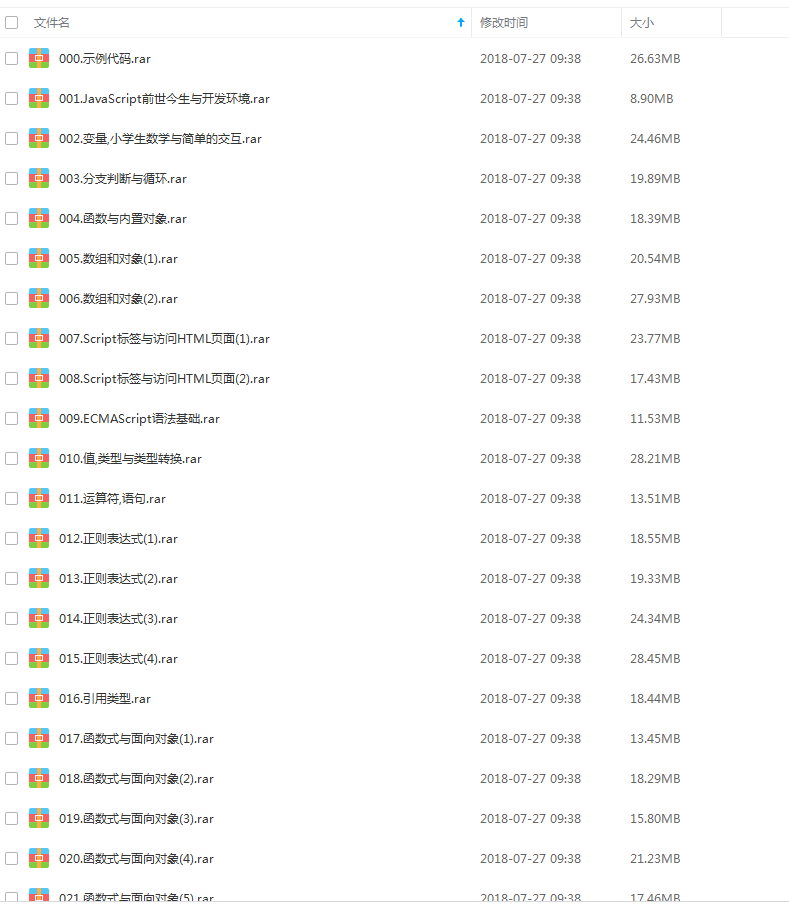 文件名 修改时间 大小
000.示例代码.rar 2018-07-27 09:38 26.63MB
001.JavaScript前世今生与开发环境.rar 2018-07-27 09:38 8.90MB
002.变量,小学生数学与简单的交互.rar 2018-07-27 09:38 24.46MB
003.分支判断与循环.rar 2018-07-27 09:38 19.89MB
004.函数与内置对象.rar 2018-07-27 09:38 18.39MB
005.数组和对象(1).rar 2018-07-27 09:38 20.54MB
006.数组和对象(2).rar 2018-07-27 09:38 27.93MB
007.Script标签与访问HTML页面(1).rar 2018-07-27 09:38 23.77MB
008.Script标签与访问HTML页面(2).rar 2018-07-27 09:38 17.43MB
009.ECMAScript语法基础.rar 2018-07-27 09:38 11.53MB
010.值,类型与类型转换.rar 2018-07-27 09:38 28.21MB
011.运算符,语句.rar 2018-07-27 09:38 13.51MB
012.正则表达式(1).rar 2018-07-27 09:38 18.55MB
013.正则表达式(2).rar 2018-07-27 09:38 19.33MB
014.正则表达式(3).rar 2018-07-27 09:38 24.34MB
015.正则表达式(4).rar 2018-07-27 09:38 28.45MB
016.引用类型.rar 2018-07-27 09:38 18.44MB
017.函数式与面向对象(1).rar 2018-07-27 09:38 13.45MB
018.函数式与面向对象(2).rar 2018-07-27 09:38 18.29MB
019.函数式与面向对象(3).rar 2018-07-27 09:38 15.80MB
020.函数式与面向对象(4).rar 2018-07-27 09:38 21.23MB
021.函数式与面向对象(5).rar 2018-07-27 09:38 17.46MB